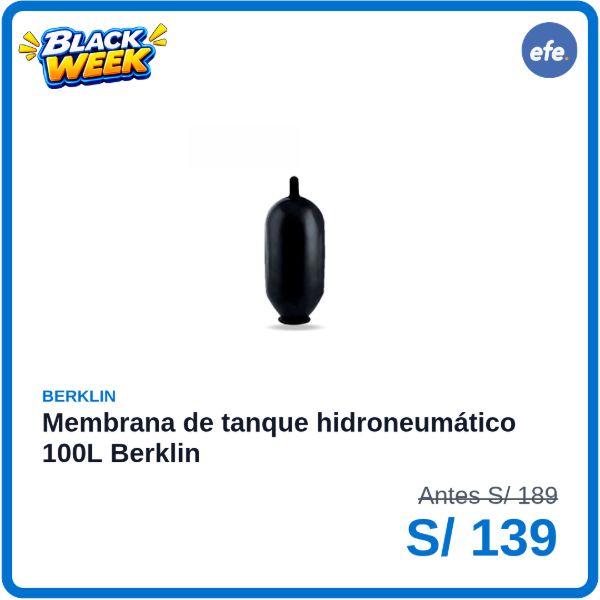 BLACK
WEEK
efe.
BERKLIN
Membrana de tanque hidroneumático
100L Berklin
Antes S/ 189
S/ 139